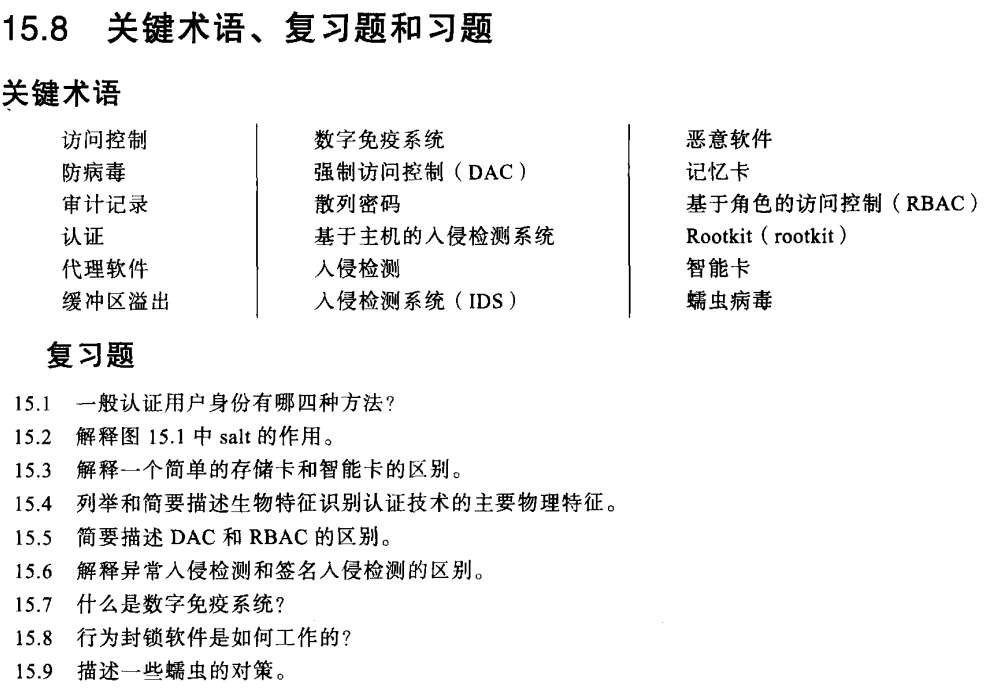 15.8 关键术语、复习题和习题
关键术语
访问控制
防病毒
审计记录
认证
代理软件
缓冲区溢出
数字免疫系统
强制访问控制（DAC）
散列密码
基于主机的入侵检测系统
入侵检测
入侵检测系统（IDS）
恶意软件
记忆卡
基于角色的访问控制（RBAC）
Rootkit（rootkit）
智能卡
蠕虫病毒
复习题
15.1 一般认证用户身份有哪四种方法?
15.2 解释图 15.1 中 salt 的作用。
15.3 解释一个简单的存储卡和智能卡的区别。
15.4 列举和简要描述生物特征识别认证技术的主要物理特征。
15.5 简要描述 DAC 和 RBAC 的区别。
15.6 解释异常入侵检测和签名入侵检测的区别。
15.7 什么是数字免疫系统?
15.8 行为封锁软件是如何工作的?
15.9 描述一些蠕虫的对策。